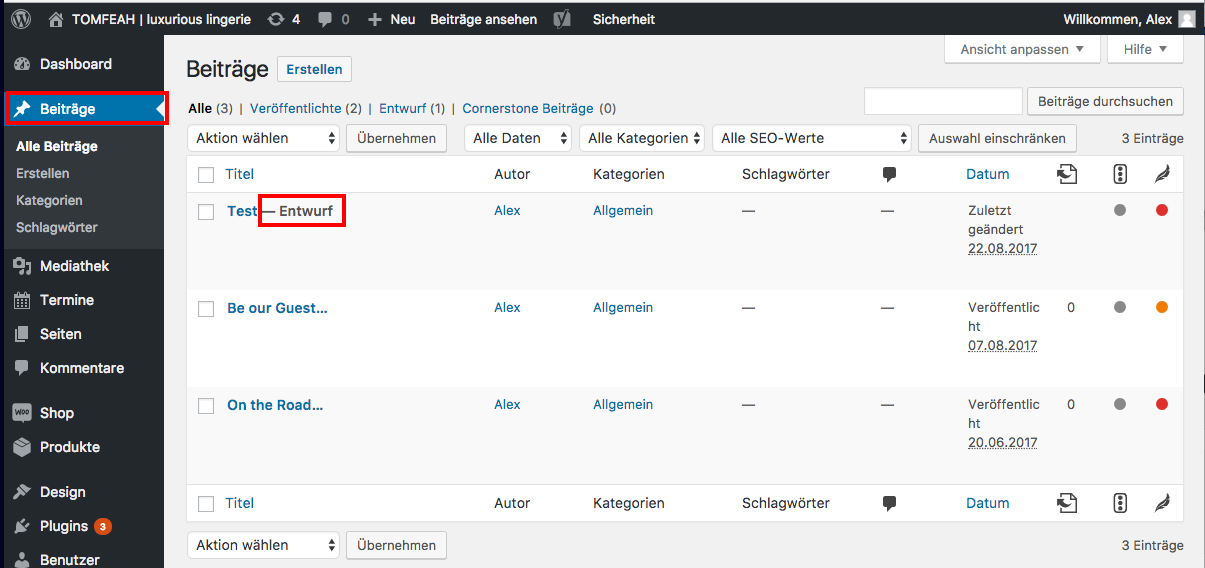 TOMFEAH | luxurious lingerie 4 0 Neu Beiträge ansehen Sicherheit Willkommen, Alex
Ansicht anpassen Hilfe
Dashboard
Beiträge
Alle Beiträge
Erstellen
Kategorien
Schlagwörter
Mediathek
Termine
Seiten
Kommentare
Shop
Produkte
Design
Plugins 3
Benutzer
Beiträge Erstellen
Alle (3) | Veröffentlichte (2) | Entwurf (1) | Cornerstone Beiträge (0)
Beiträge durchsuchen
Aktion wählen Übernehmen Alle Daten Alle Kategorien Alle SEO-Werte Auswahl einschränken 3 Einträge
Titel Autor Kategorien Schlagwörter Datum
Test — Entwurf Alex Allgemein — — Zuletzt
geändert
22.08.2017
Be our Guest... Alex Allgemein — — Veröffentlic 0
ht
07.08.2017
On the Road... Alex Allgemein — — Veröffentlic 0
ht
20.06.2017
Titel Autor Kategorien Schlagwörter Datum
Aktion wählen Übernehmen 3 Einträge